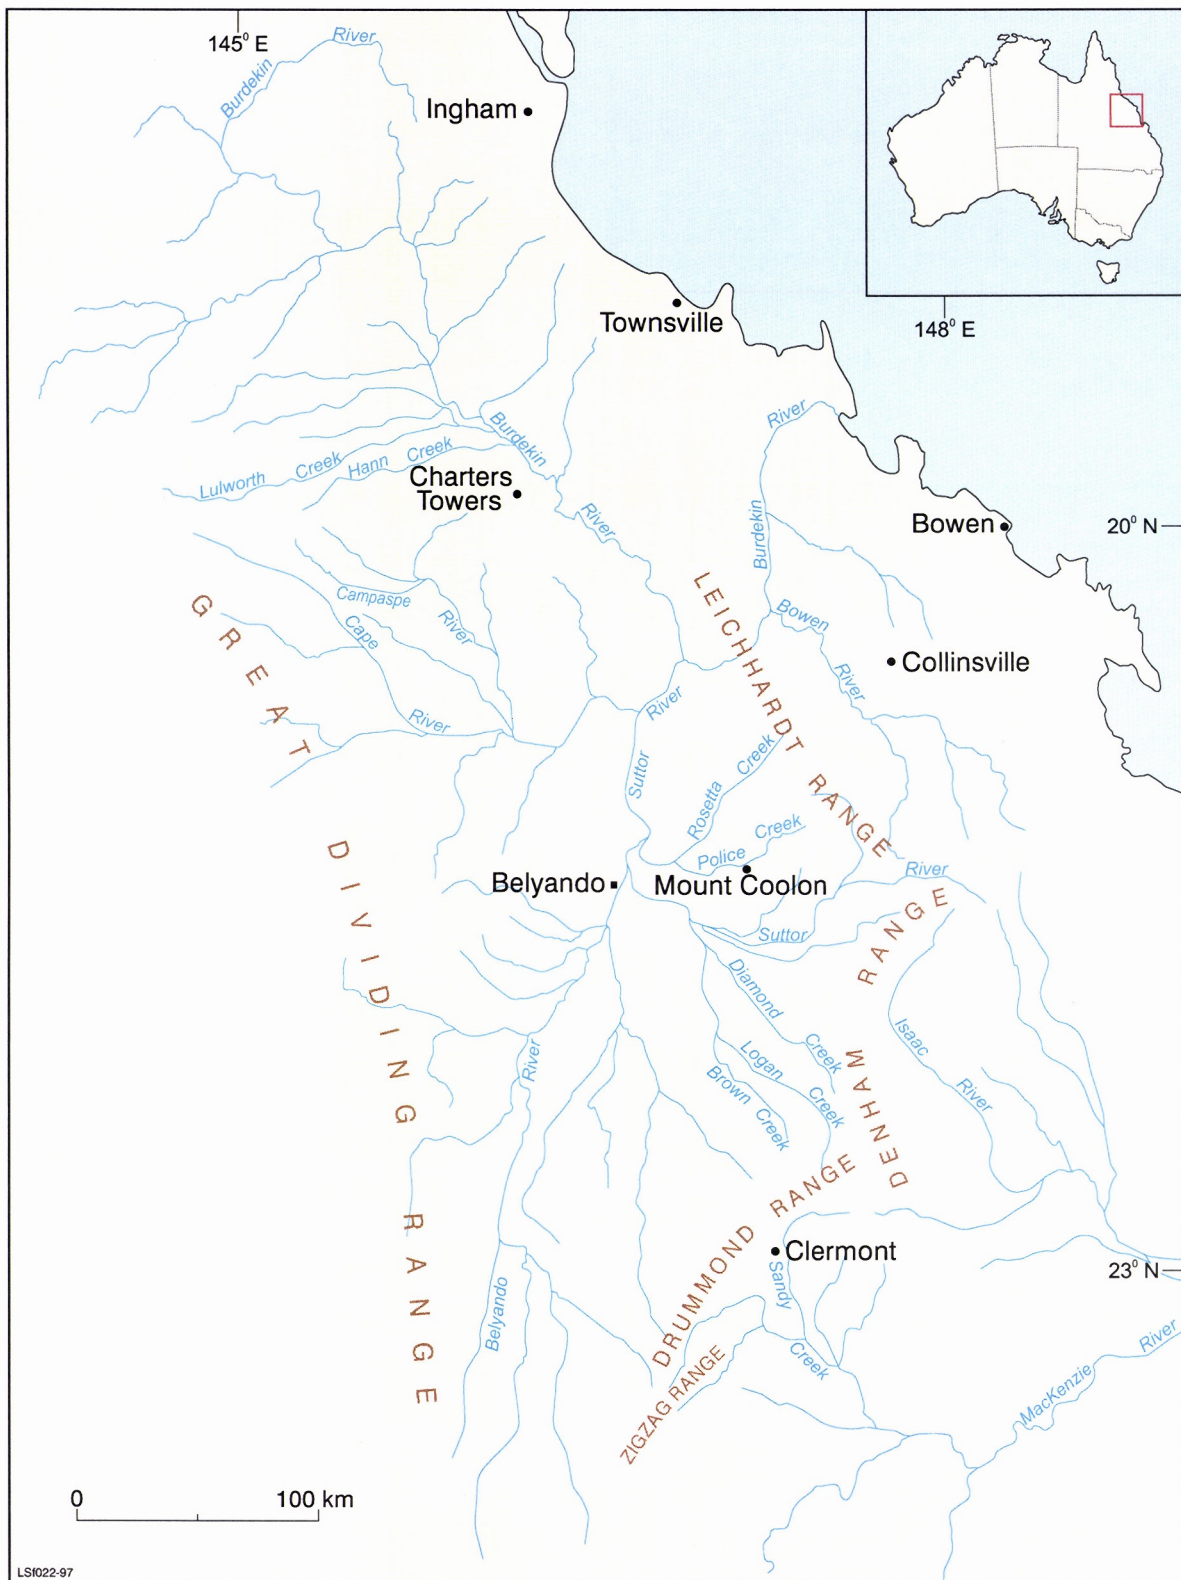 145° E
River
Burdekin
Ingham
Townsville
148° E
River
Burdekin
Lulworth Creek
Hann Creek
Charters
Towers
River
Burdekin
Bowen
20° N
GREAT
Campaspe
River
Cape
River
LEICHHARDT RANGE
Bowen
River
Collinsville
River
Suttor
Rosetta Creek
Police Creek
Belyando
Mount Coolon
River
Suttor
RANGE
DIVIDING
Diamond
Creek
Isaac
River
River
Logan
Creek
Brown
Creek
DENHAM
RANGE
DRUMMOND RANGE
Clermont
Sandy
Creek
23° N
Belyando
ZIGZAG RANGE
MacKenzie
River
0 100 km
LSf022-97